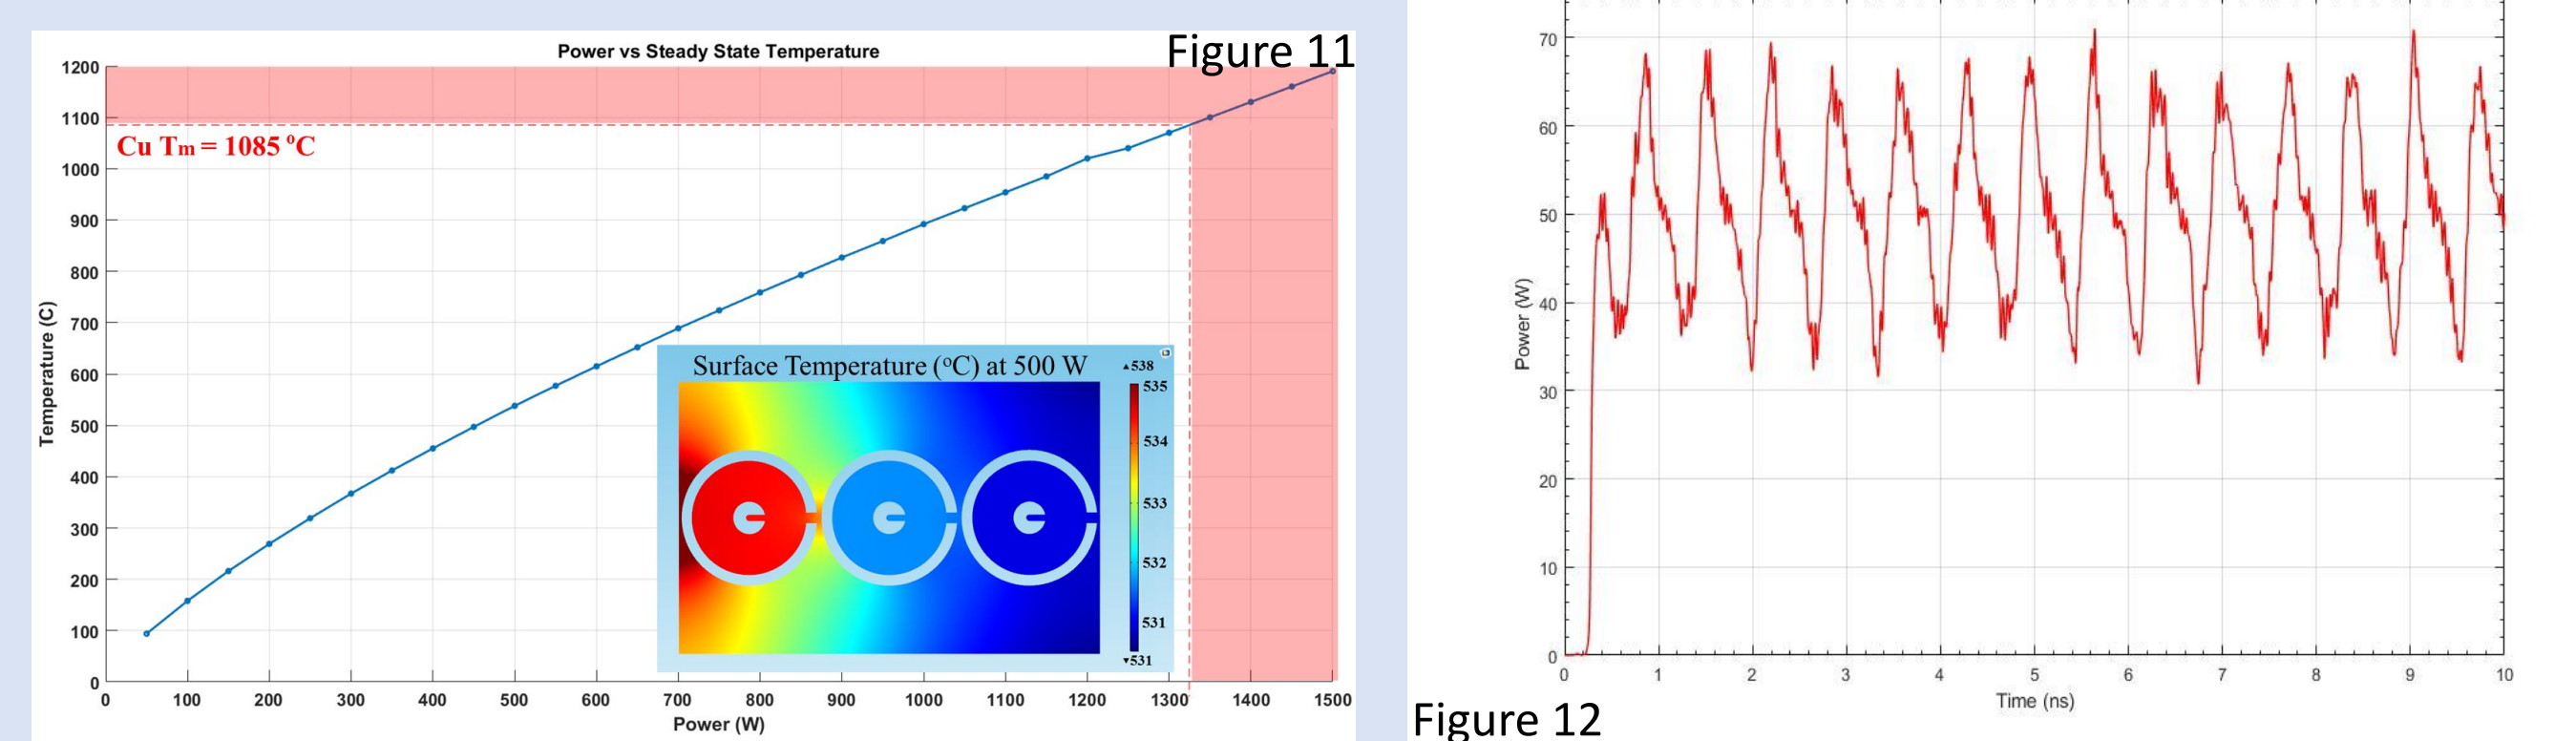 Power vs Steady State Temperature
Figure 11
1200
1100
1000
900
800
700
600
500
400
300
200
100
0
Temperature (C)
Cu Tm = 1085 ºC
Surface Temperature (ºC) at 500 W
▲538
535
534
533
532
531
▼531
0 100 200 300 400 500 600 700 800 900 1000 1100 1200 1300 1400 1500
Power (W)
70
60
50
40
30
20
10
0
Power (W)
0 1 2 3 4 5 6 7 8 9 10
Time (ns)
Figure 12